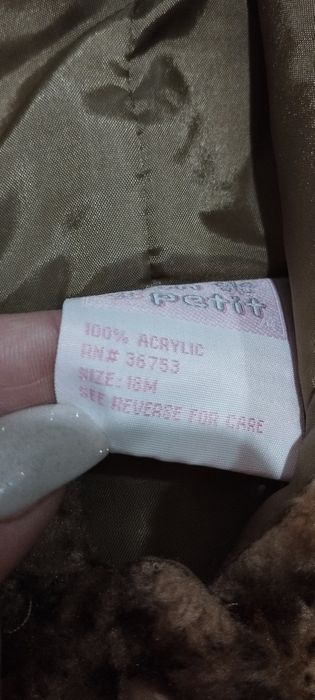 petit
100% ACRYLIC
RN# 36753
SIZE: 18M
SEE REVERSE FOR CARE